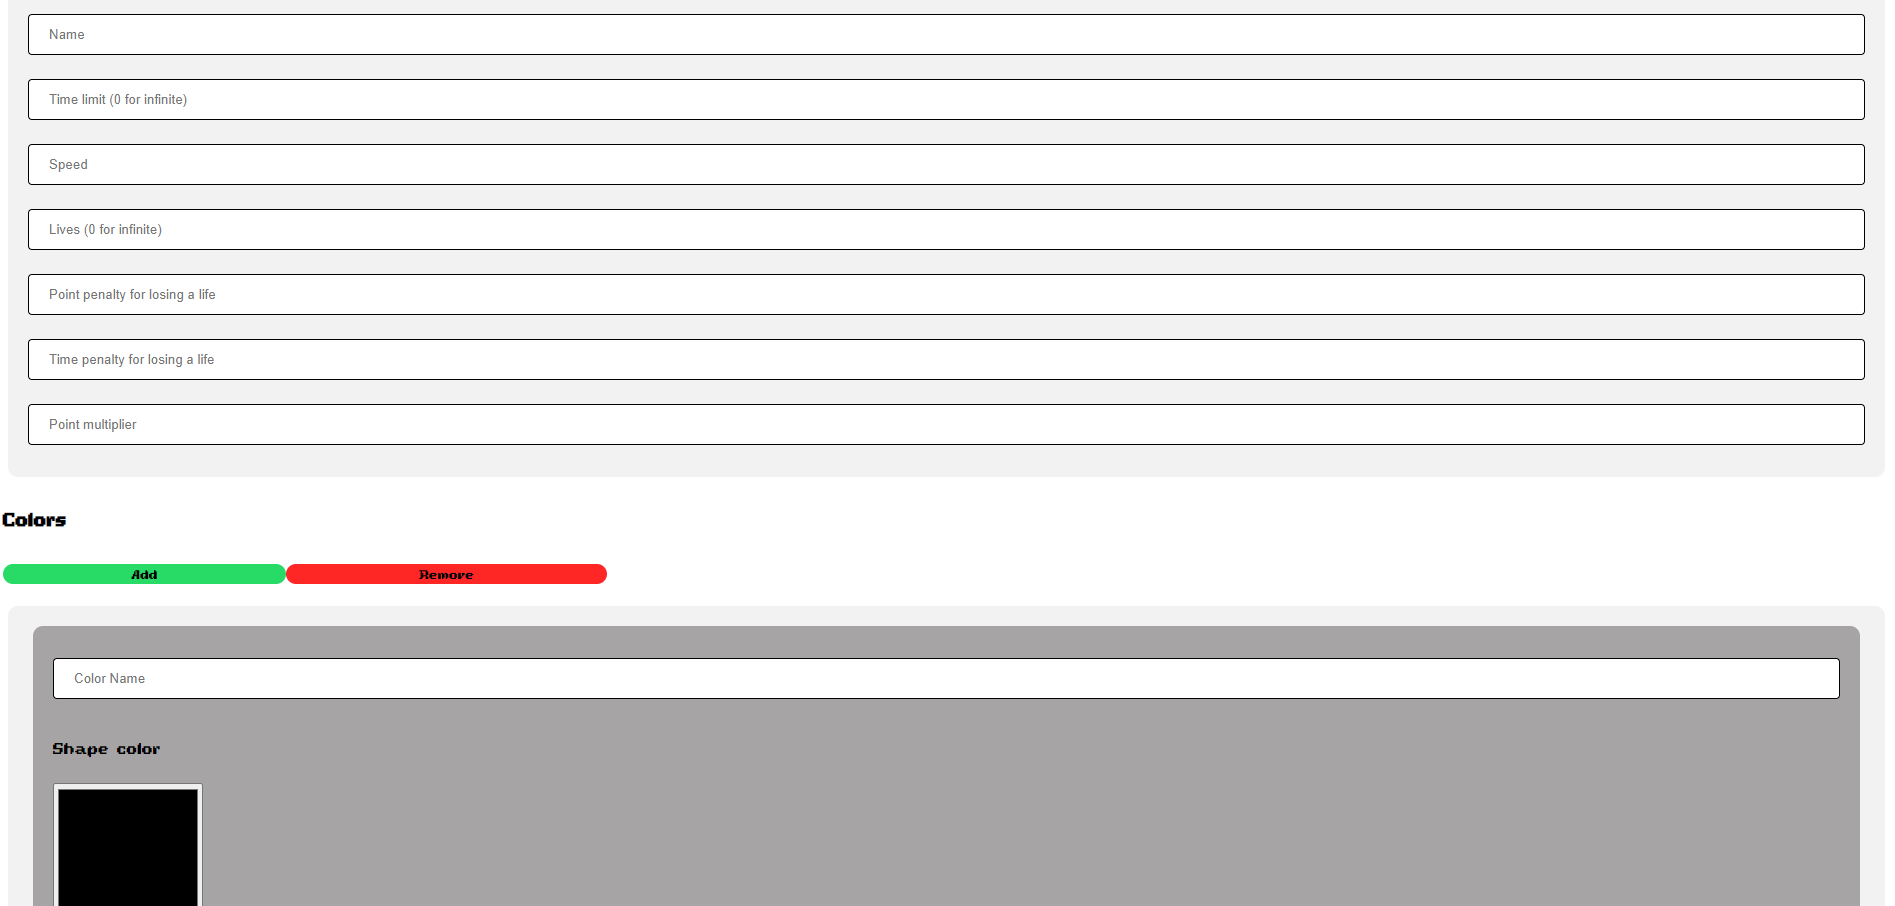 Name
Time limit (0 for infinite)
Speed
Lives (0 for infinite)
Point penalty for losing a life
Time penalty for losing a life
Point multiplier
Colors
Add Remove
Color Name
Shape color